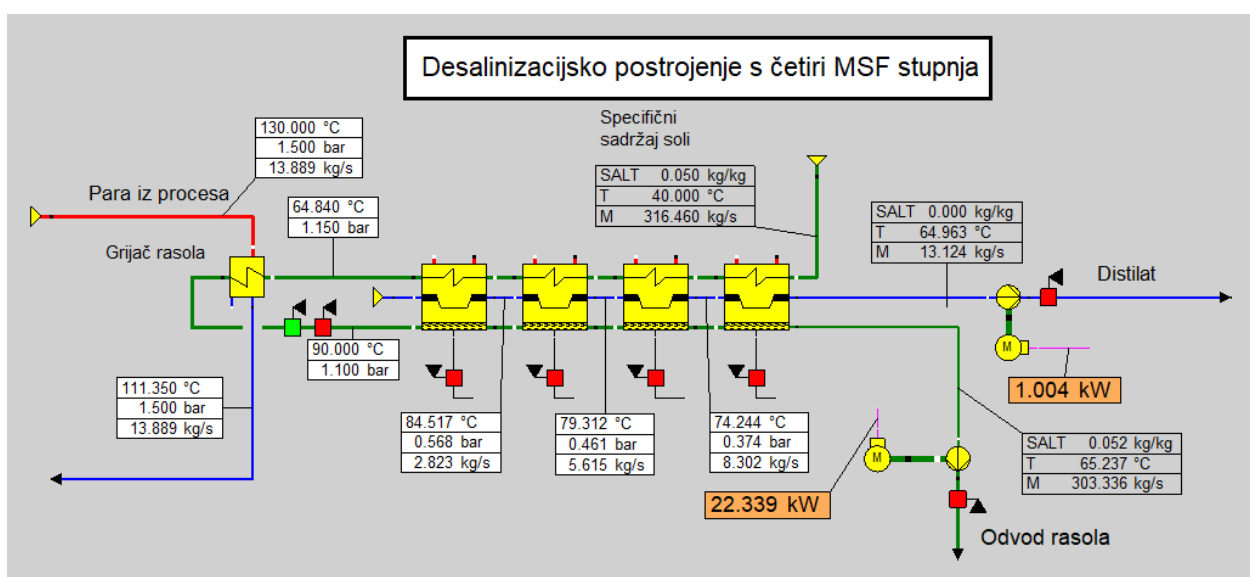 Desalinizacijsko postrojenje s četiri MSF stupnja
130.000 °C
1.500 bar
13.889 kg/s
Para iz procesa
Grijač rasola
64.840 °C
1.150 bar
Specifični
sadržaj soli
SALT 0.050 kg/kg
T 40.000 °C
M 316.460 kg/s
SALT 0.000 kg/kg
T 64.963 °C
M 13.124 kg/s
Distilat
90.000 °C
1.100 bar
M
1.004 kW
111.350 °C
1.500 bar
13.889 kg/s
84.517 °C
0.568 bar
2.823 kg/s
79.312 °C
0.461 bar
5.615 kg/s
74.244 °C
0.374 bar
8.302 kg/s
M
22.339 kW
SALT 0.052 kg/kg
T 65.237 °C
M 303.336 kg/s
Odvod rasola